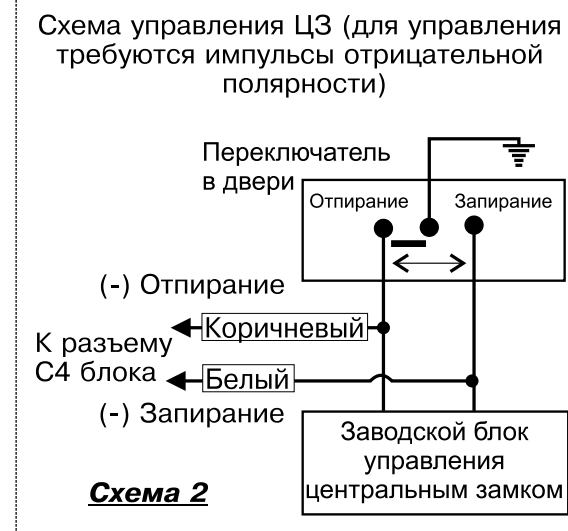 Схема управления ЦЗ (для управления
требуются импульсы отрицательной
полярности)
Переключатель
в двери
Отпирание
Запирание
(-) Отпирание
Коричневый
К разъему
С4 блока
Белый
(-) Запирание
Заводской блок
управления
центральным замком
Схема 2